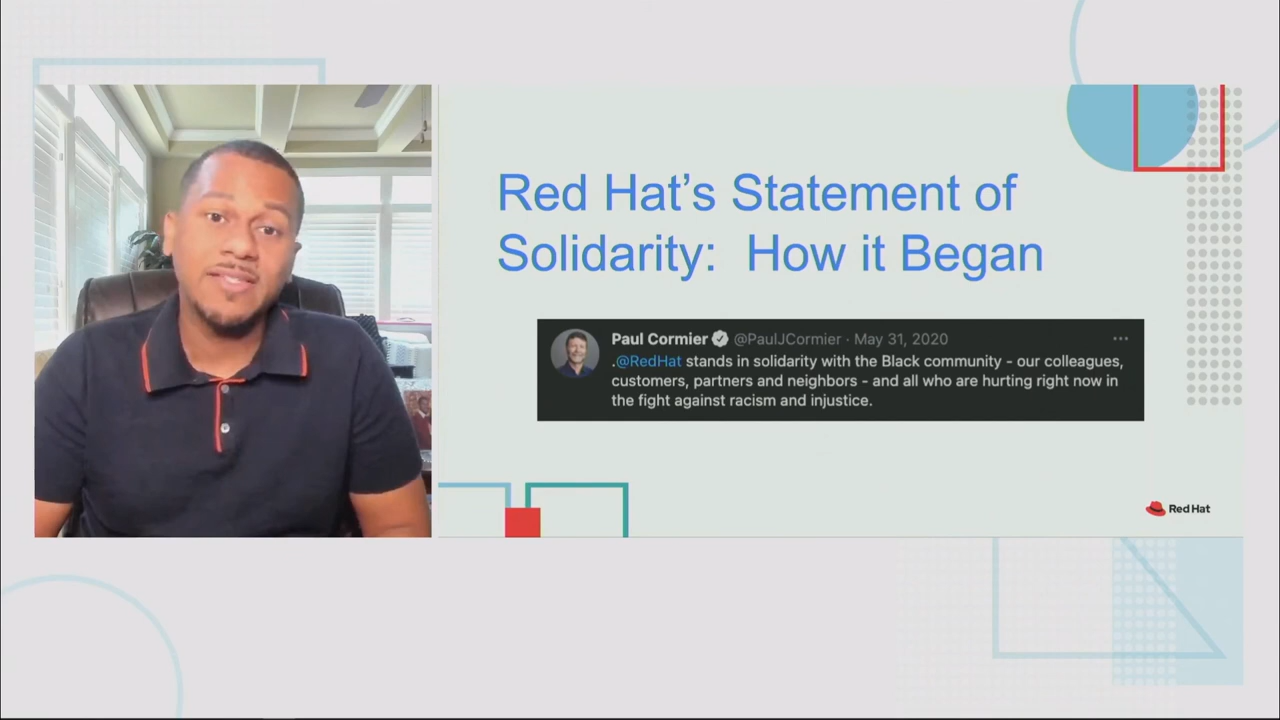 Red Hat’s Statement of
Solidarity:  How it Began
Paul Cormier @PaulJCormier · May 31, 2020 ···
.@RedHat stands in solidarity with the Black community - our colleagues,
customers, partners and neighbors - and all who are hurting right now in
the fight against racism and injustice.
Red Hat